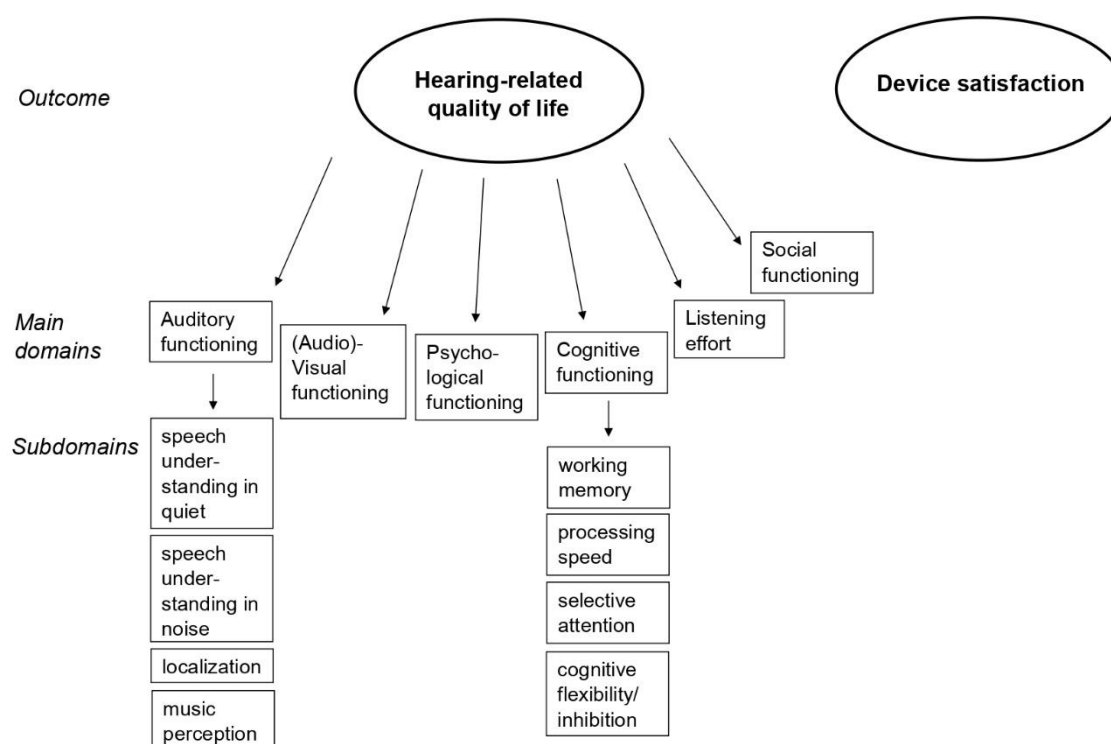 Outcome
Hearing-related
quality of life
Device satisfaction
Main
domains
Auditory
functioning
(Audio)-
Visual
functioning
Psycho-
logical
functioning
Cognitive
functioning
Listening
effort
Social
functioning
Subdomains
speech
under-
standing in
quiet
speech
under-
standing in
noise
localization
music
perception
working
memory
processing
speed
selective
attention
cognitive
flexibility/
inhibition